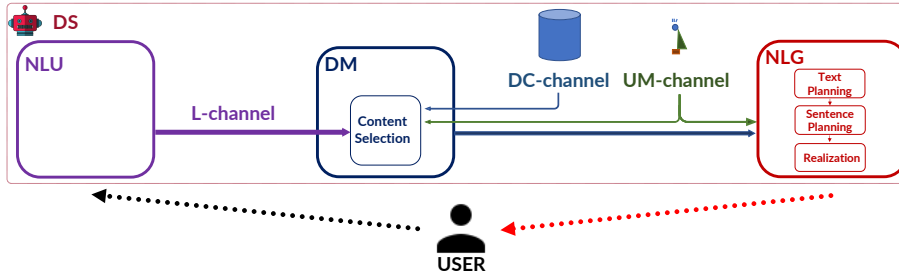 DS
NLU
DM
NLG
DC-channel
UM-channel
L-channel
Content
Selection
Text
Planning
Sentence
Planning
Realization
USER